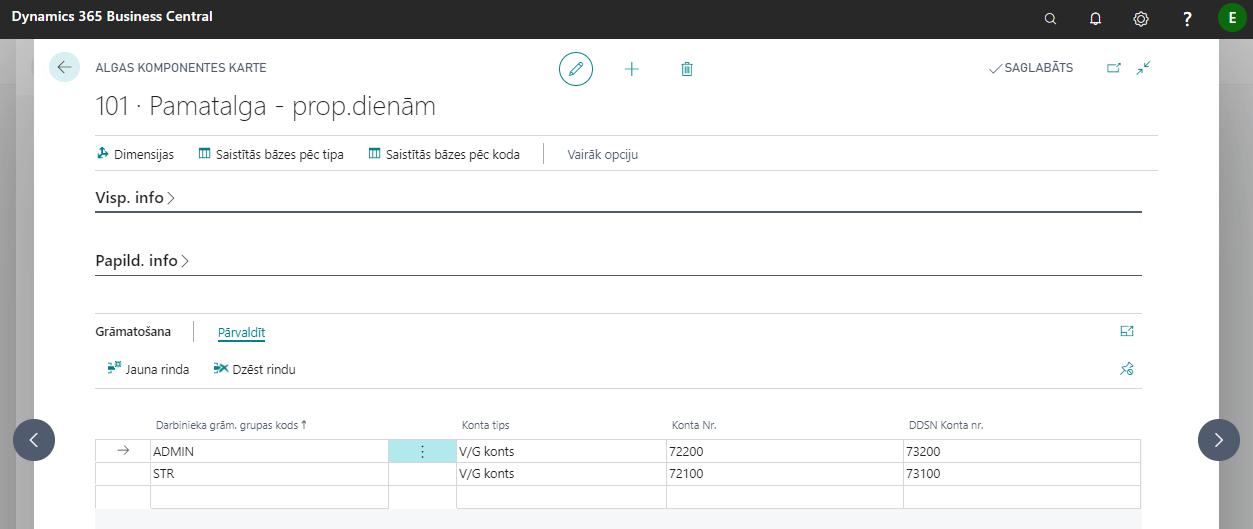 Dynamics 365 Business Central
? E
ALGAS KOMPONENTES KARTE
SAGLABĀTS
101 · Pamatalga - prop.dienām
Dimensijas Saistītās bāzes pēc tipa Saistītās bāzes pēc koda Vairāk opciju
Visp. info
Papild. info
Grāmatošana Pārvaldīt
Jauna rinda Dzēst rindu
Darbinieka grām. grupas kods ↑ Konta tips Konta Nr. DDSN Konta nr.
ADMIN V/G konts 72200 73200
STR V/G konts 72100 73100